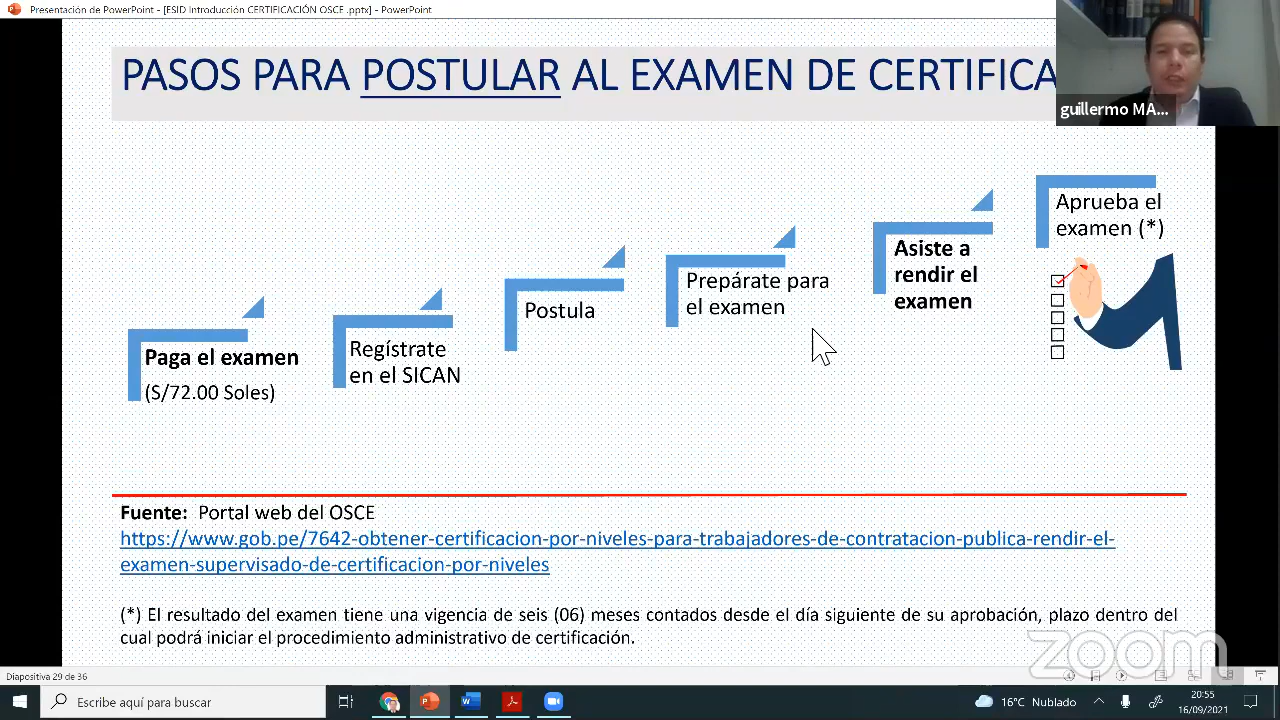 Presentación de PowerPoint - [ESID Introducción CERTIFICACIÓN OSCE .pptx] - PowerPoint
PASOS PARA POSTULAR AL EXAMEN DE CERTIFICA
guillermo MA...
Paga el examen
(S/72.00 Soles)
Regístrate
en el SICAN
Postula
Prepárate para
el examen
Asiste a
rendir el
examen
Aprueba el
examen (*)
Fuente: Portal web del OSCE
https://www.gob.pe/7642-obtener-certificacion-por-niveles-para-trabajadores-de-contratacion-publica-rendir-el-
examen-supervisado-de-certificacion-por-niveles
(*) El resultado del examen tiene una vigencia de seis (06) meses contados desde el día siguiente de su aprobación, plazo dentro del
cual podrá iniciar el procedimiento administrativo de certificación.
zoom
Diapositiva 29 de 36
Escribe aquí para buscar
16°C Nublado
20:55
16/09/2021